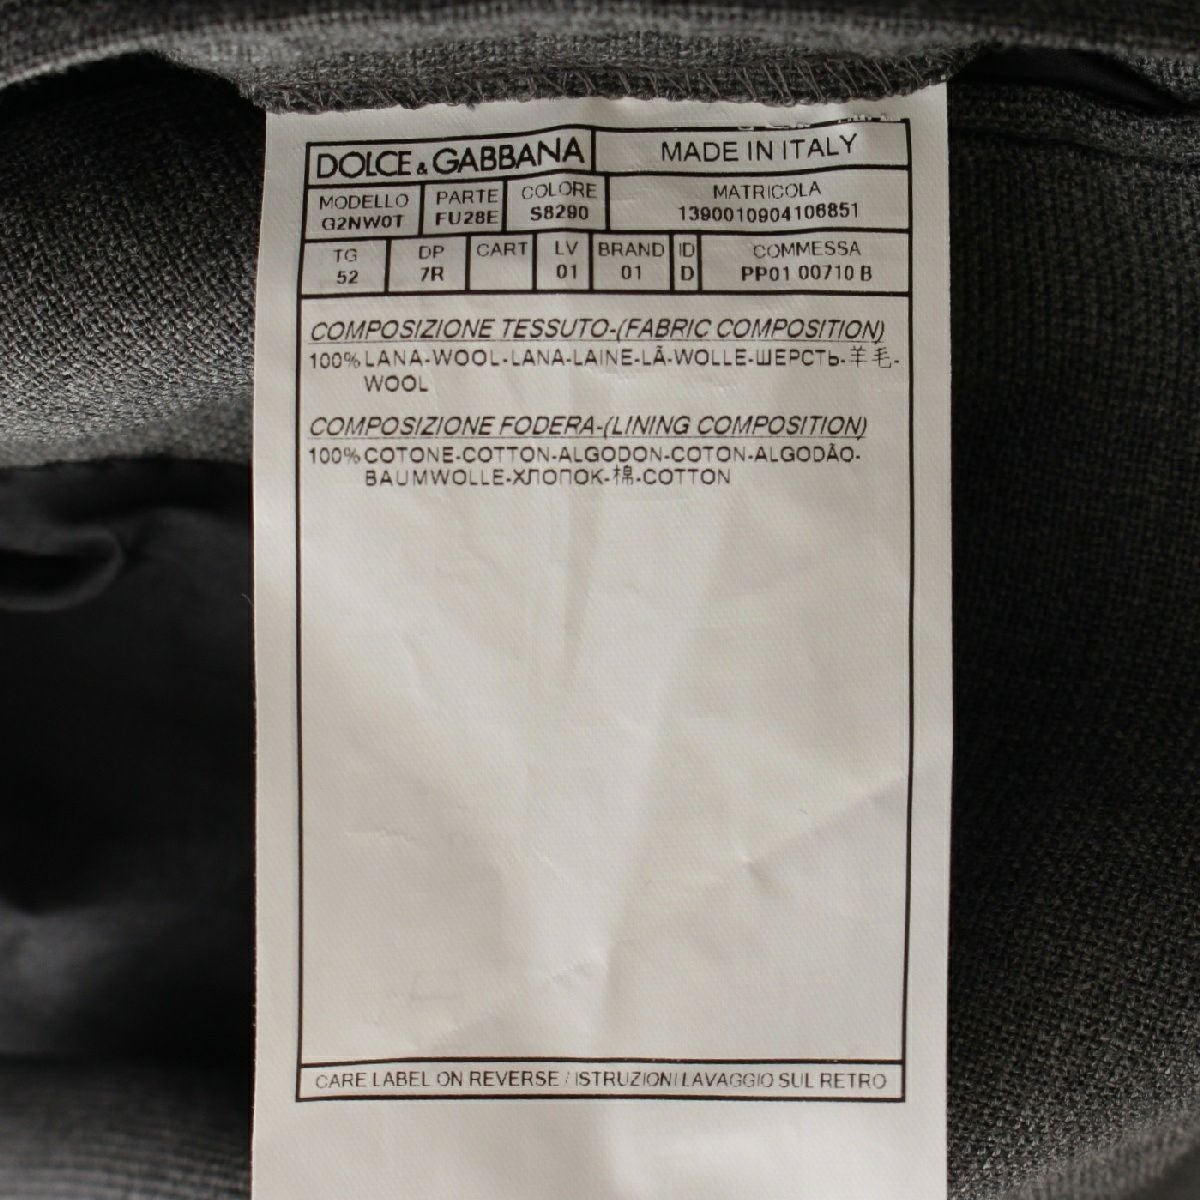 DOLCE & GABBANA MADE IN ITALY
MODELLO PARTE COLORE MATRICOLA
G2NW0T FU28E S8290 1390010904106851
TG DP CART LV BRAND ID COMMESSA
52 7R 01 01 D PP01 00710 B
COMPOSIZIONE TESSUTO-(FABRIC COMPOSITION)
100% LANA-WOOL-LANA-LAINE-LÃ-WOLLE-ШЕРСТЬ-羊毛-
WOOL
COMPOSIZIONE FODERA-(LINING COMPOSITION)
100% COTONE-COTTON-ALGODON-COTON-ALGODÃO-
BAUMWOLLE-ХЛОПОК-棉-COTTON
CARE LABEL ON REVERSE / ISTRUZIONI LAVAGGIO SUL RETRO